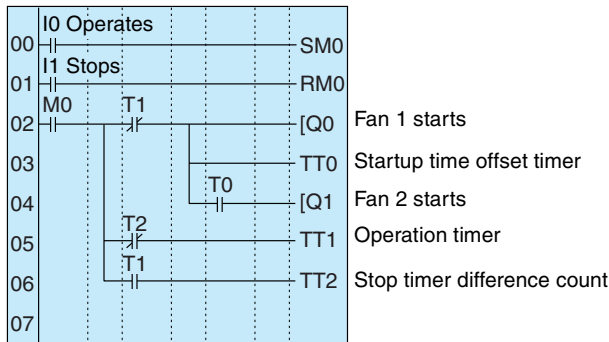 I0 Operates
00 SM0
I1 Stops
01 RM0
M0 T1
02 [Q0 Fan 1 starts
03 TT0 Startup time offset timer
T0
04 [Q1 Fan 2 starts
T2
05 TT1 Operation timer
T1
06 TT2 Stop timer difference count
07